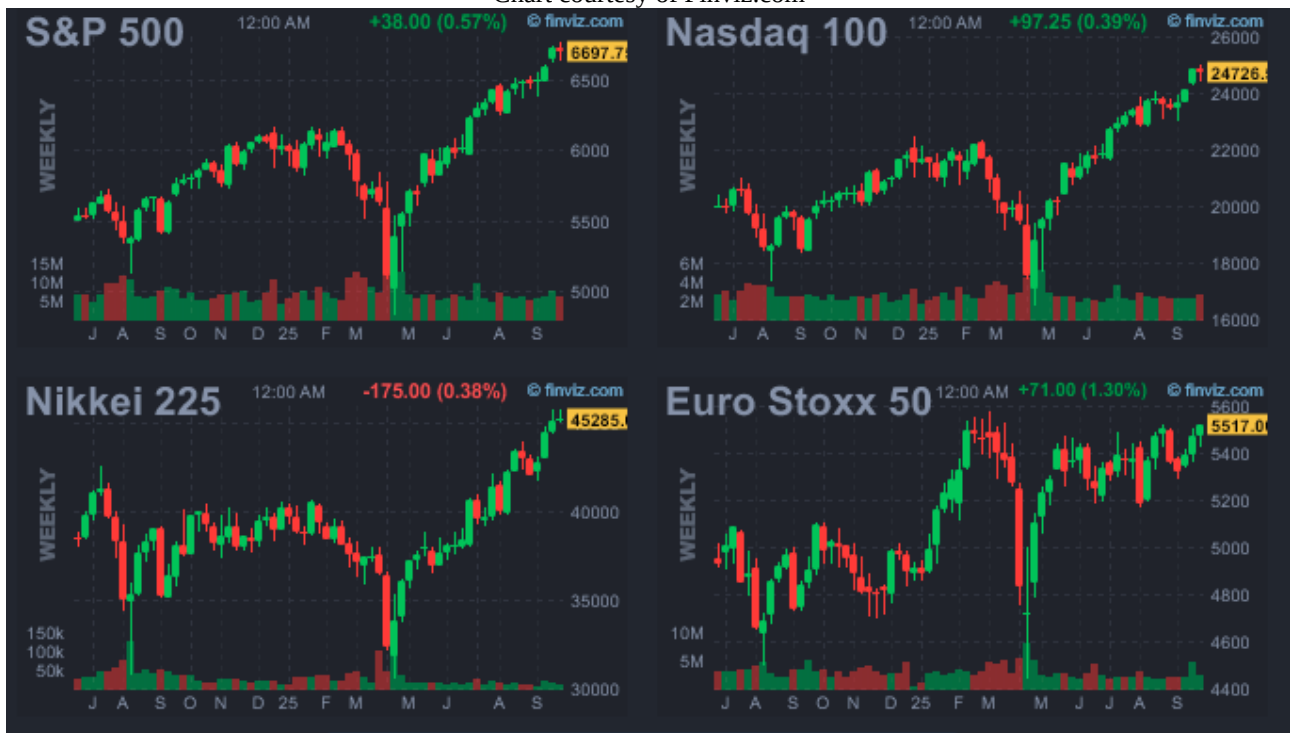 Chart courtesy of Finviz.com
S&P 500 12:00 AM +38.00 (0.57%) © finviz.com
6697.75
6500
6000
5500
5000
WEEKLY
15M
10M
5M
J A S O N D 25 F M M J A S
Nasdaq 100 12:00 AM +97.25 (0.39%) © finviz.com
26000
24726.
24000
22000
20000
18000
16000
WEEKLY
6M
4M
2M
J A S O N D 25 F M M J A S
Nikkei 225 12:00 AM -175.00 (0.38%) © finviz.com
45285.
40000
35000
30000
WEEKLY
150k
100k
50k
J A S O N D 25 F M M J A S
Euro Stoxx 50 12:00 AM +71.00 (1.30%) © finviz.com
5600
5517.00
5400
5200
5000
4800
4600
4400
WEEKLY
10M
5M
J A S O N D 25 F M M J J A S